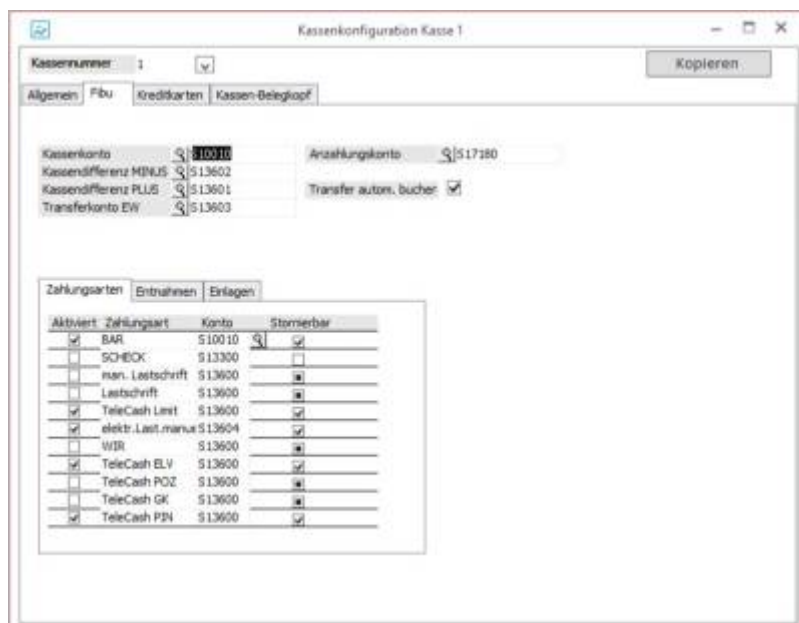 Kassenkonfiguration Kasse 1
Kassennummer 1
Kopieren
Allgemein Fibu Kreditkarten Kassen-Belegkopf
Kassenkonto S10010 Anzahlungskonto S17180
Kassendifferenz MINUS S13602
Kassendifferenz PLUS S13601 Transfer autom. bucher
Transferkonto EW S13603
Zahlungsarten Entnahmen Einlagen
Aktiviert Zahlungsart Konto Stornierbar
BAR S10010
SCHECK S13300
man. Lastschrift S13600
Lastschrift S13600
TeleCash Limit S13600
elektr.Last.manue S13604
WIR S13600
TeleCash ELV S13600
TeleCash POZ S13600
TeleCash GK S13600
TeleCash PIN S13600